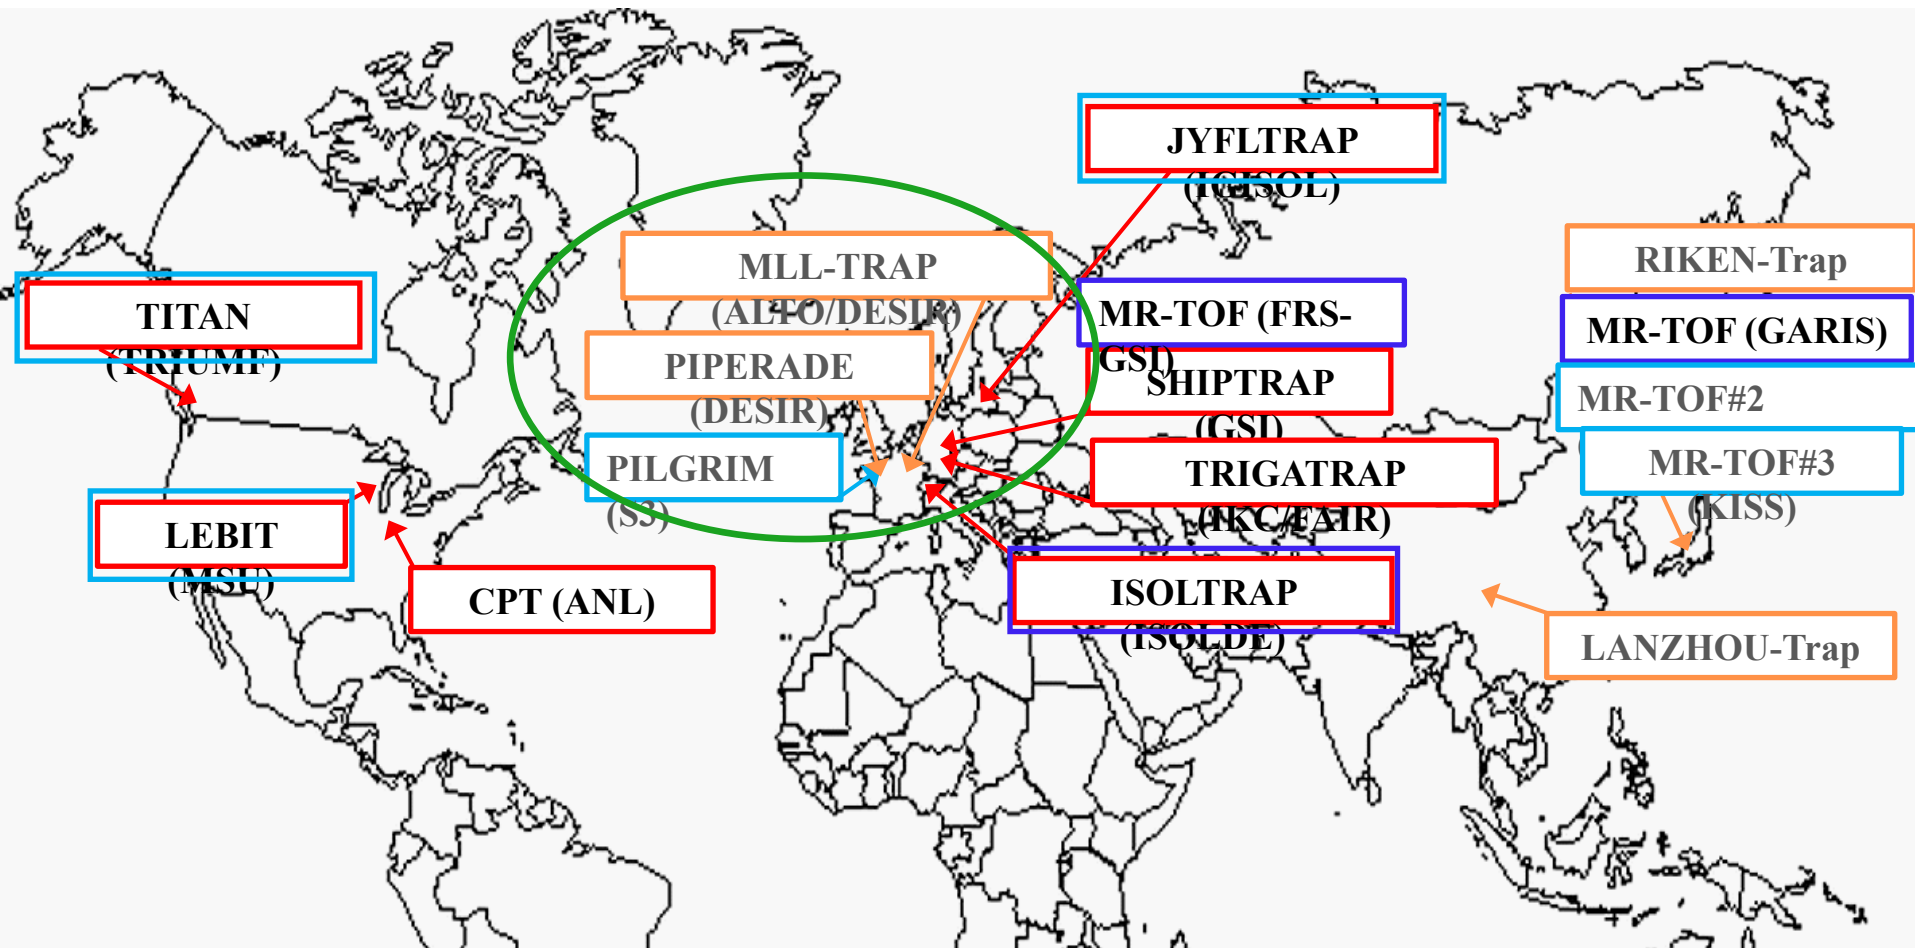 JYFLTRAP
(IGISOL)
MLL-TRAP
(ALTO/DESIR)
RIKEN-Trap
TITAN
(TRIUMF)
MR-TOF (FRS-
GSI)
MR-TOF (GARIS)
PIPERADE
(DESIR)
SHIPTRAP
(GSI)
MR-TOF#2
PILGRIM
(S3)
TRIGATRAP
(IKC/FAIR)
MR-TOF#3
(KISS)
LEBIT
(MSU)
CPT (ANL)
ISOLTRAP
(ISOLDE)
LANZHOU-Trap